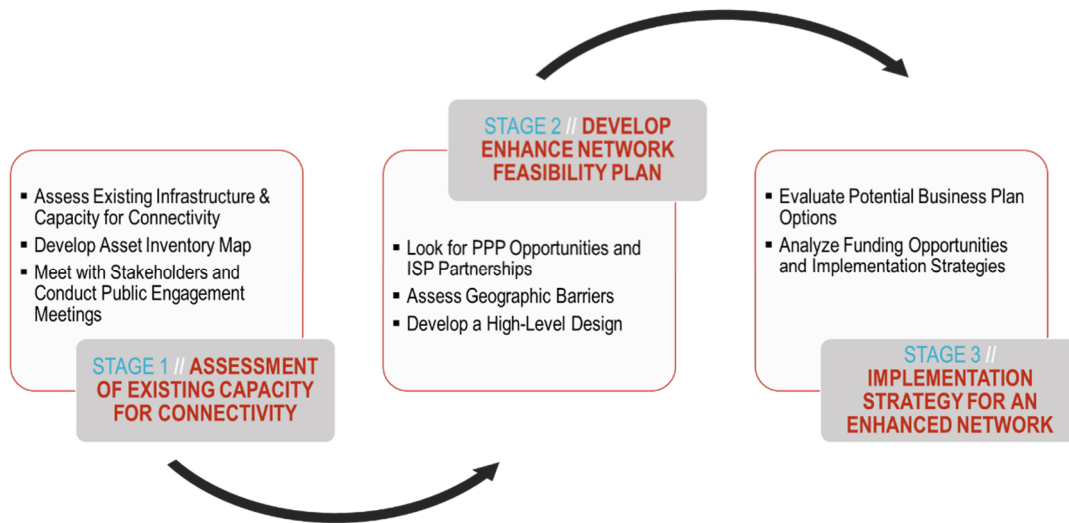 ▪ Assess Existing Infrastructure &
Capacity for Connectivity
▪ Develop Asset Inventory Map
▪ Meet with Stakeholders and
Conduct Public Engagement
Meetings
STAGE 1 // ASSESSMENT
OF EXISTING CAPACITY
FOR CONNECTIVITY
STAGE 2 // DEVELOP
ENHANCE NETWORK
FEASIBILITY PLAN
▪ Look for PPP Opportunities and
ISP Partnerships
▪ Assess Geographic Barriers
▪ Develop a High-Level Design
▪ Evaluate Potential Business Plan
Options
▪ Analyze Funding Opportunities
and Implementation Strategies
STAGE 3 //
IMPLEMENTATION
STRATEGY FOR AN
ENHANCED NETWORK